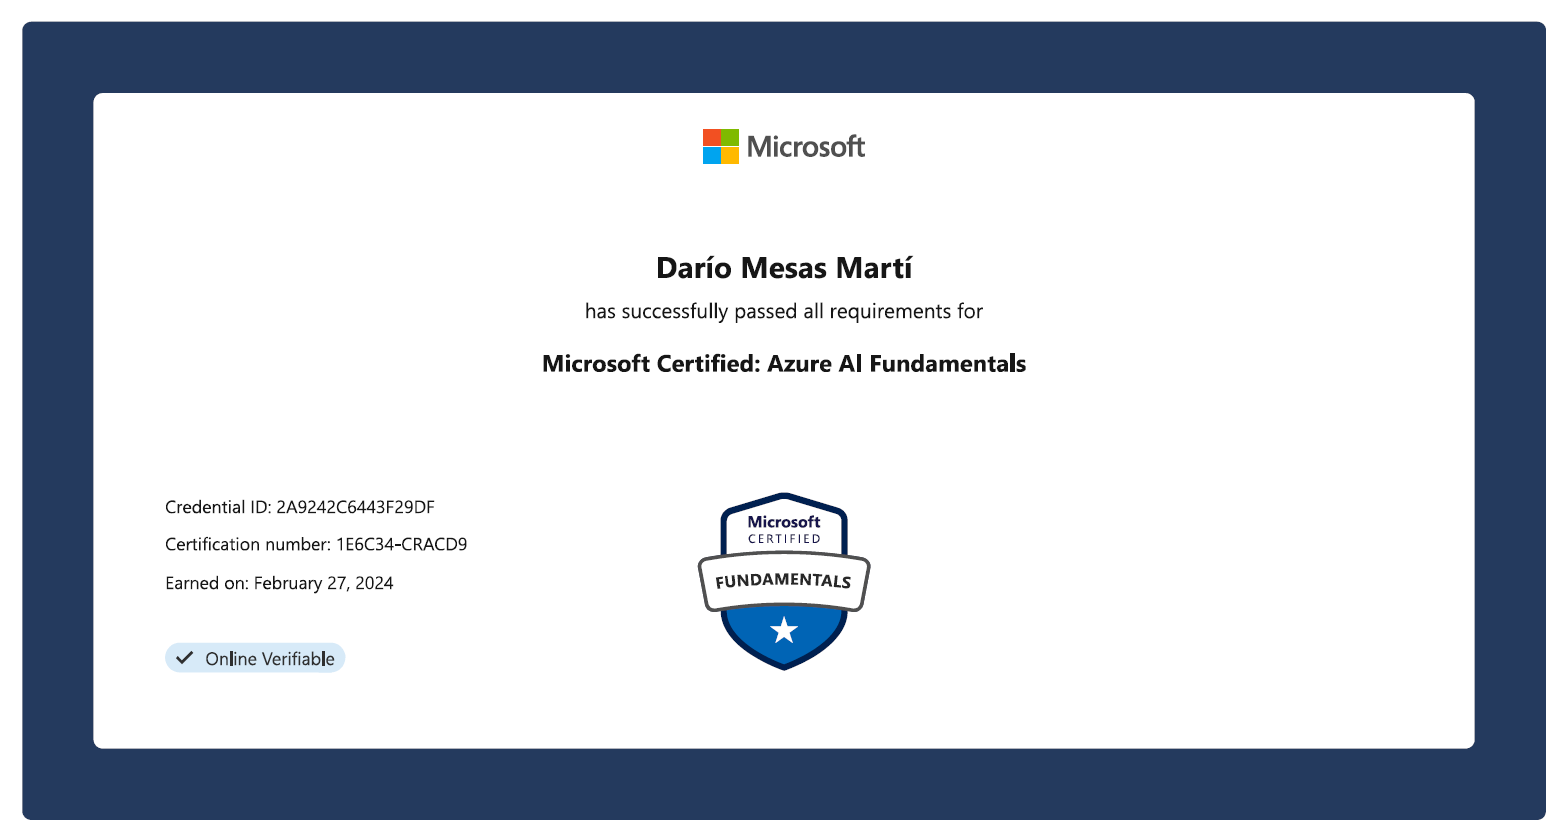 Microsoft
Darío Mesas Martí
has successfully passed all requirements for
Microsoft Certified: Azure AI Fundamentals
Credential ID: 2A9242C6443F29DF
Certification number: 1E6C34-CRACD9
Earned on: February 27, 2024
Online Verifiable
Microsoft
CERTIFIED
FUNDAMENTALS